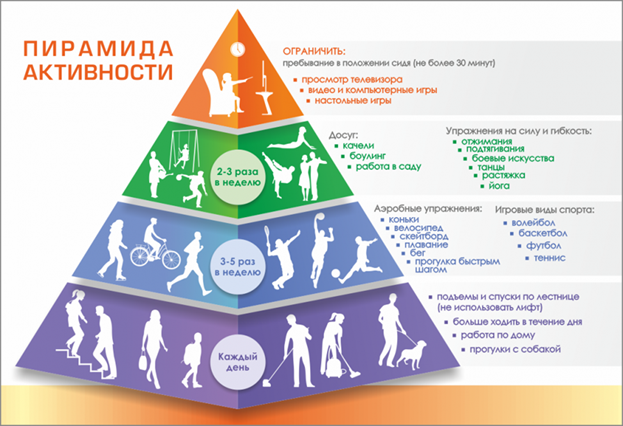 ПИРАМИДА
АКТИВНОСТИ
ОГРАНИЧИТЬ:
пребывание в положении сидя (не более 30 минут)
просмотр телевизора
видео и компьютерные игры
настольные игры
2-3 раза
в неделю
Досуг:
качели
боулинг
работа в саду
Упражнения на силу и гибкость:
отжимания
подтягивания
боевые искусства
танцы
растяжка
йога
3-5 раз
в неделю
Аэробные упражнения:
коньки
велосипед
скейтборд
плавание
бег
прогулка быстрым
шагом
Игровые виды спорта:
волейбол
баскетбол
футбол
теннис
Каждый
день
подъемы и спуски по лестнице
(не использовать лифт)
больше ходить в течение дня
работа по дому
прогулки с собакой